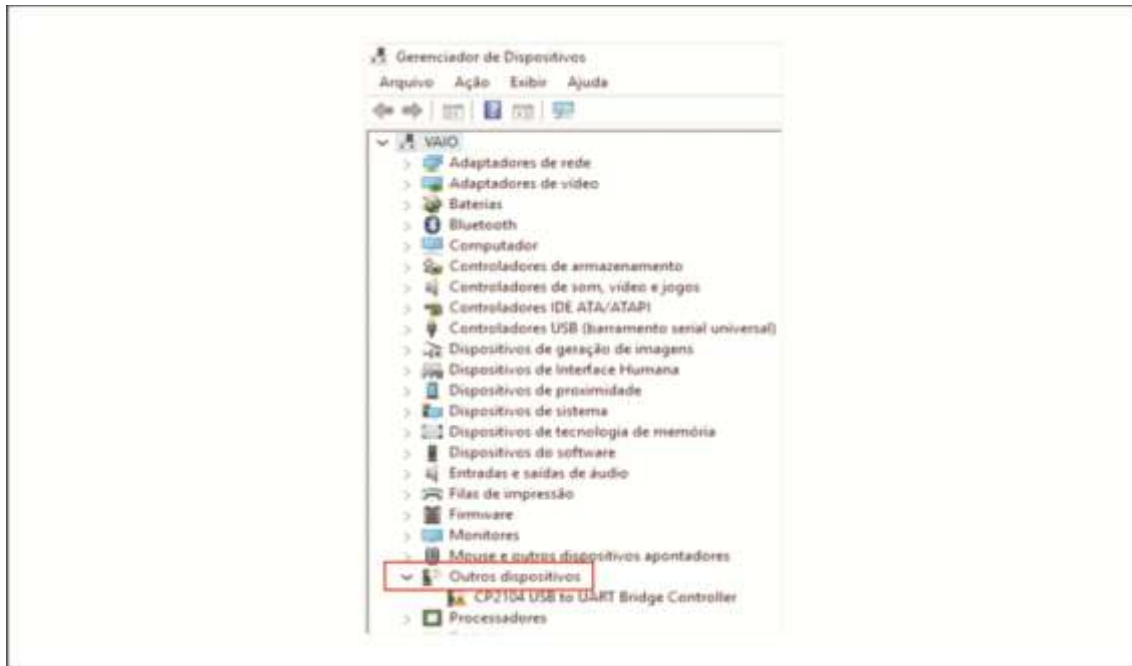 Gerenciador de Dispositivos
Arquivo Ação Exibir Ajuda
VAIO
Adaptadores de rede
Adaptadores de vídeo
Baterias
Bluetooth
Computador
Controladores de armazenamento
Controladores de som, vídeo e jogos
Controladores IDE ATA/ATAPI
Controladores USB (barramento serial universal)
Dispositivos de geração de imagens
Dispositivos de Interface Humana
Dispositivos de proximidade
Dispositivos de sistema
Dispositivos de tecnologia de memória
Dispositivos do software
Entradas e saídas de áudio
Filas de impressão
Firmware
Monitores
Mouse e outros dispositivos apontadores
Outros dispositivos
CP2104 USB to UART Bridge Controller
Processadores